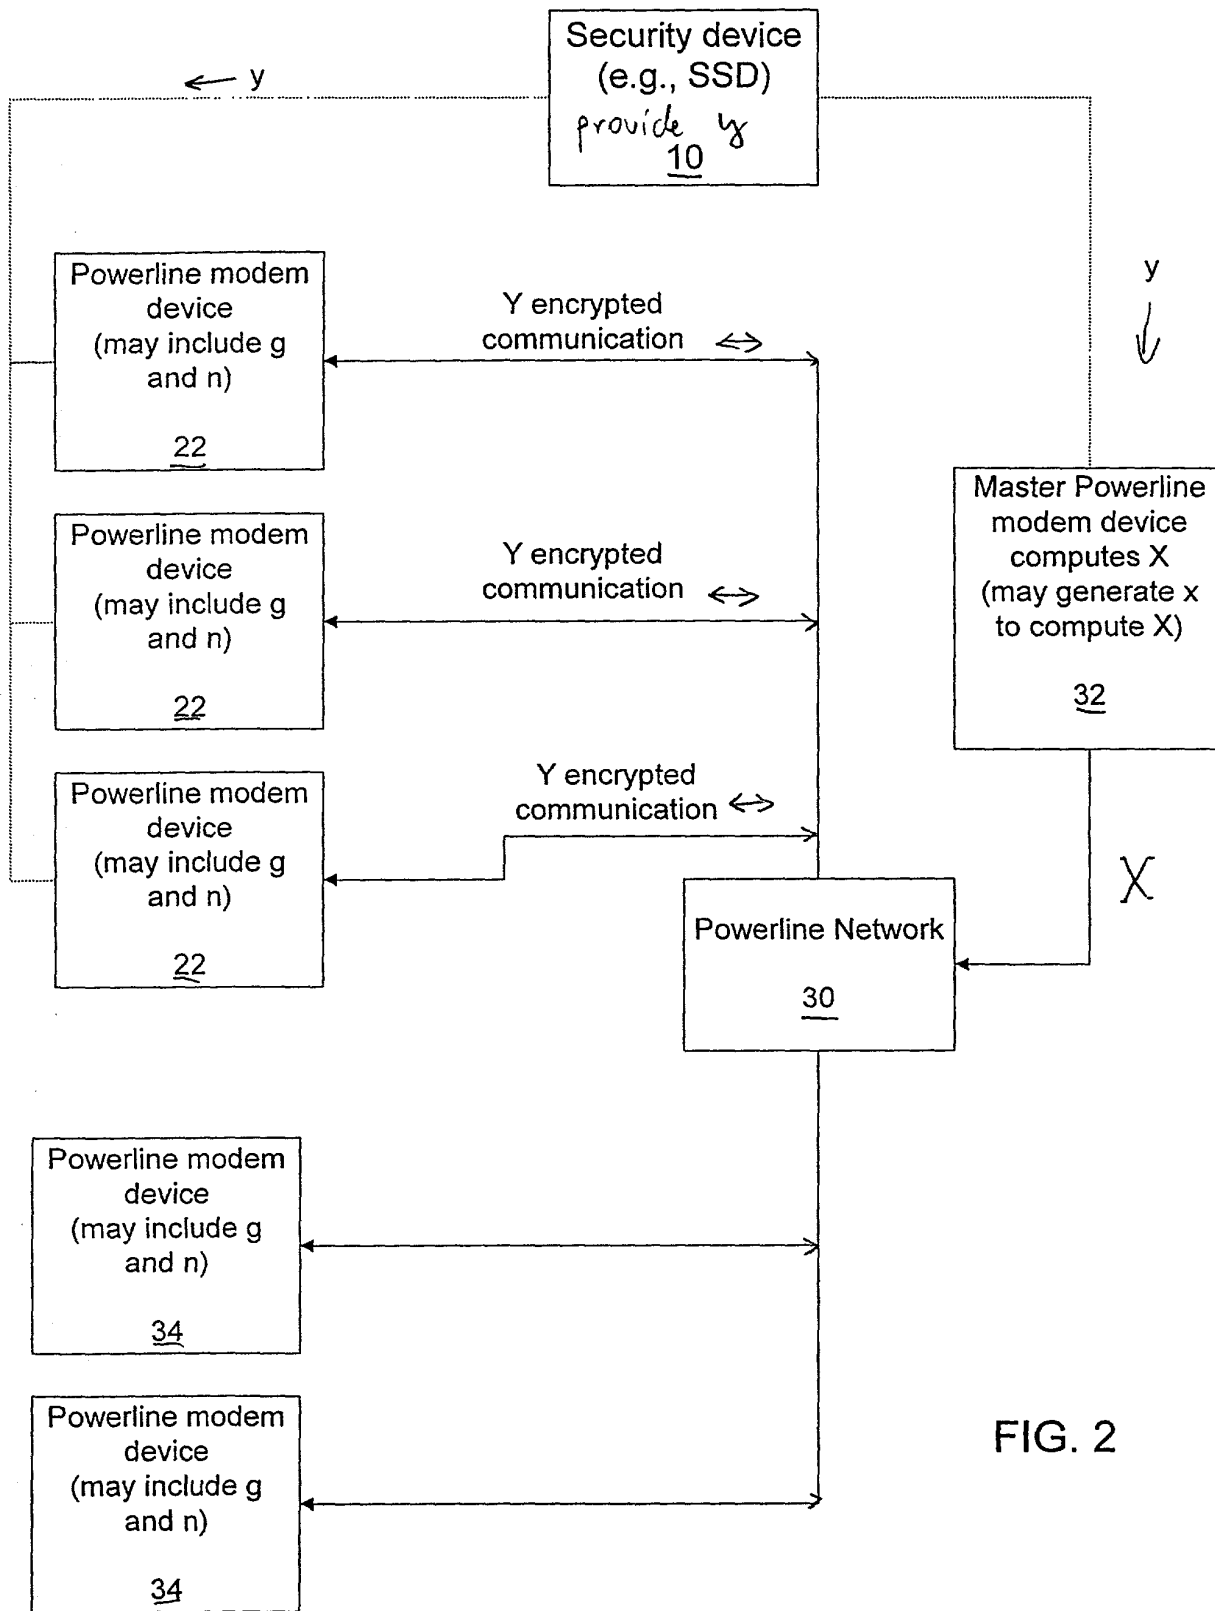 Security device
(e.g., SSD)
provide y
10
← y
Powerline modem
device
(may include g
and n)
22
Y encrypted
communication ↔
y
↓
Master Powerline
modem device
computes X
(may generate x
to compute X)
32
Powerline modem
device
(may include g
and n)
22
Y encrypted
communication ↔
Powerline modem
device
(may include g
and n)
22
Y encrypted
communication ↔
X
Powerline Network
30
Powerline modem
device
(may include g
and n)
34
Powerline modem
device
(may include g
and n)
34
FIG. 2